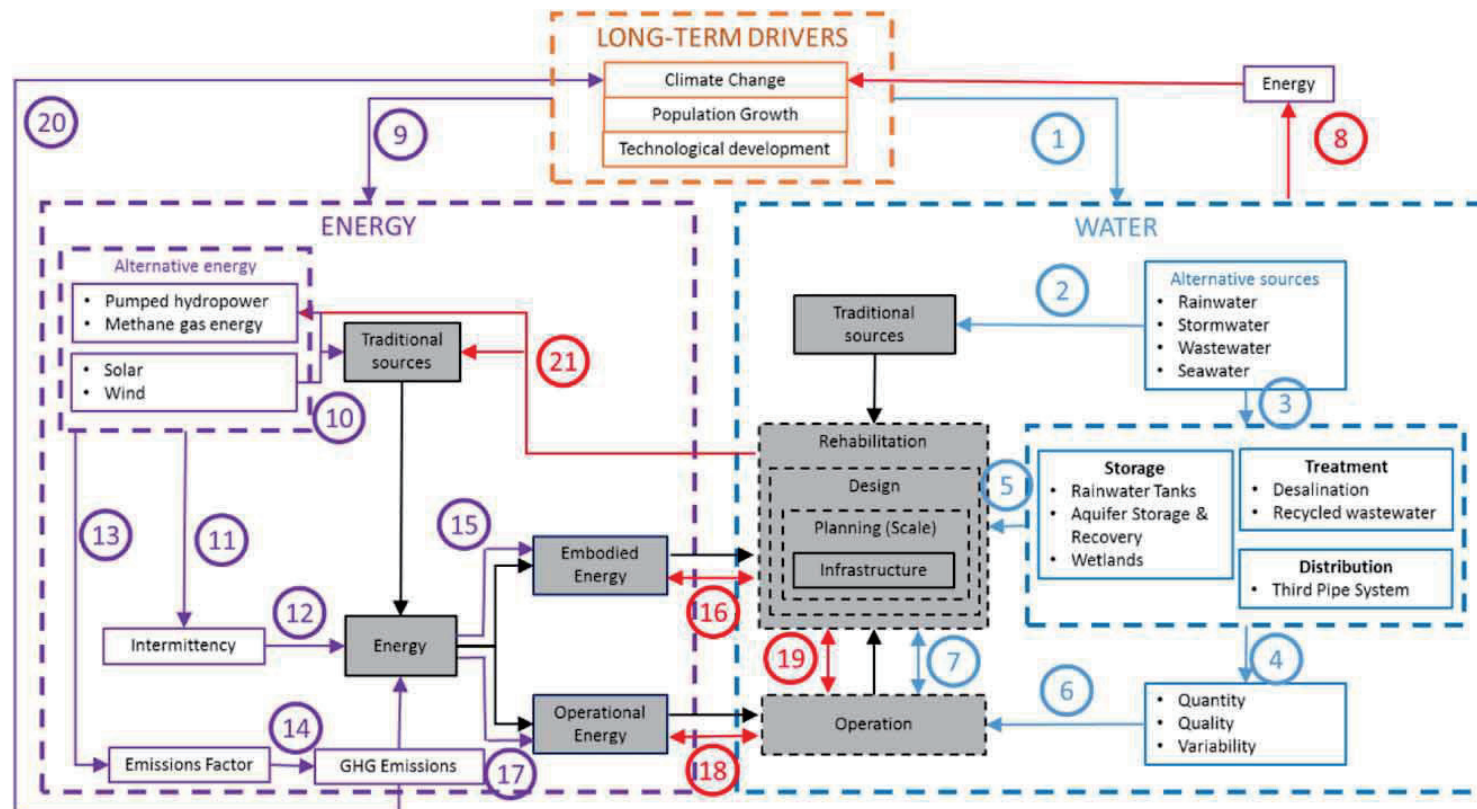 LONG-TERM DRIVERS
Climate Change
Population Growth
Technological development
Energy
20
9
1
8
ENERGY
Alternative energy
• Pumped hydropower
• Methane gas energy
• Solar
• Wind
Traditional
sources
10
21
13
11
15
Intermittency
12
Energy
Embodied
Energy
16
Operational
Energy
Emissions Factor
14
GHG Emissions
17
18
WATER
Traditional
sources
2
Alternative sources
• Rainwater
• Stormwater
• Wastewater
• Seawater
3
Rehabilitation
Design
Planning (Scale)
Infrastructure
5
Storage
• Rainwater Tanks
• Aquifer Storage &
Recovery
• Wetlands
Treatment
• Desalination
• Recycled wastewater
Distribution
• Third Pipe System
19
7
4
Operation
6
• Quantity
• Quality
• Variability